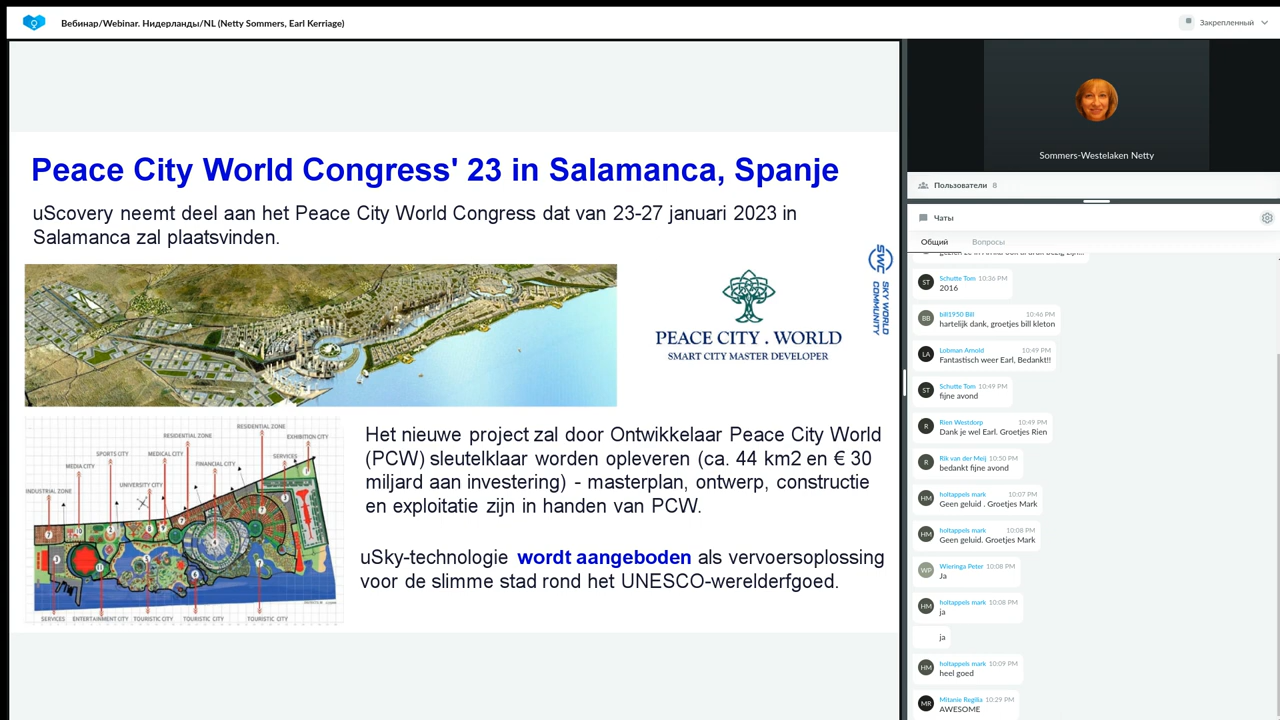 Вебинар/Webinar. Нидерланды/NL (Netty Sommers, Earl Kerriage)
Закрепленный
Peace City World Congress' 23 in Salamanca, Spanje
uScovery neemt deel aan het Peace City World Congress dat van 23-27 januari 2023 in
Salamanca zal plaatsvinden.
SWC
SKY WORLD
COMMUNITY
PEACE CITY . WORLD
SMART CITY MASTER DEVELOPER
RESIDENTIAL ZONE
RESIDENTIAL ZONE
EXHIBITION CITY
SPORTS CITY
MEDICAL CITY
SERVICES
MEDIA CITY
FINANCIAL CITY
UNIVERSITY CITY
INDUSTRIAL ZONE
SERVICES
ENTERTAINMENT CITY
TOURISTIC CITY
TOURISTIC CITY
TOURISTIC CITY
Het nieuwe project zal door Ontwikkelaar Peace City World
(PCW) sleutelklaar worden opleveren (ca. 44 km2 en € 30
miljard aan investering) - masterplan, ontwerp, constructie
en exploitatie zijn in handen van PCW.
uSky-technologie wordt aangeboden als vervoersoplossing
voor de slimme stad rond het UNESCO-werelderfgoed.
Sommers-Westelaken Netty
Пользователи 8
Чаты
Общий Вопросы
ST Schutte Tom 10:36 PM
2016
BB bill1950 Bill 10:46 PM
hartelijk dank, groetjes bill kleton
LA Lobman Arnold 10:49 PM
Fantastisch weer Earl, Bedankt!!
ST Schutte Tom 10:49 PM
fijne avond
R Rien Westdorp 10:49 PM
Dank je wel Earl. Groetjes Rien
R Rik van der Meij 10:50 PM
bedankt fijne avond
HM holtappels mark 10:07 PM
Geen geluid . Groetjes Mark
HM holtappels mark 10:08 PM
Geen geluid. Groetjes Mark
WP Wieringa Peter 10:08 PM
Ja
HM holtappels mark 10:08 PM
ja
ja
HM holtappels mark 10:09 PM
heel goed
MR Mitanie Regilia 10:29 PM
AWESOME